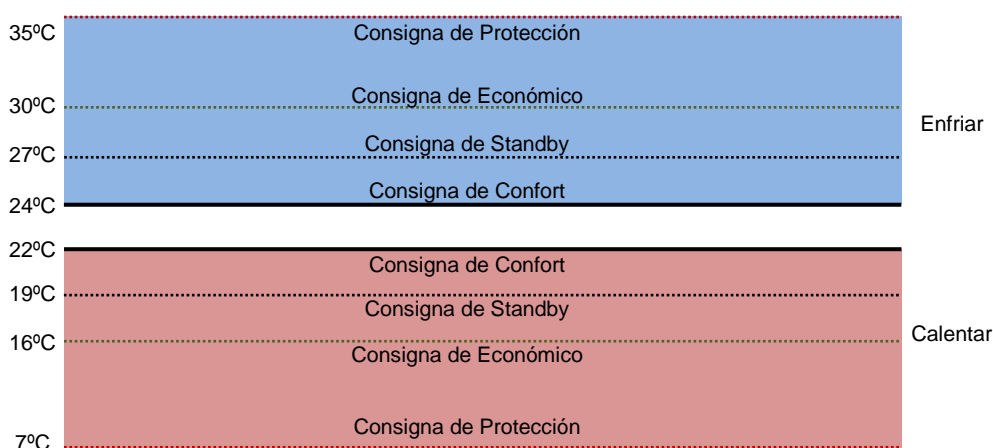 35ºC
Consigna de Protección
Consigna de Económico
30ºC
Enfriar
Consigna de Standby
27ºC
Consigna de Confort
24ºC
22ºC
Consigna de Confort
19ºC
Consigna de Standby
Calentar
16ºC
Consigna de Económico
Consigna de Protección
7ºC